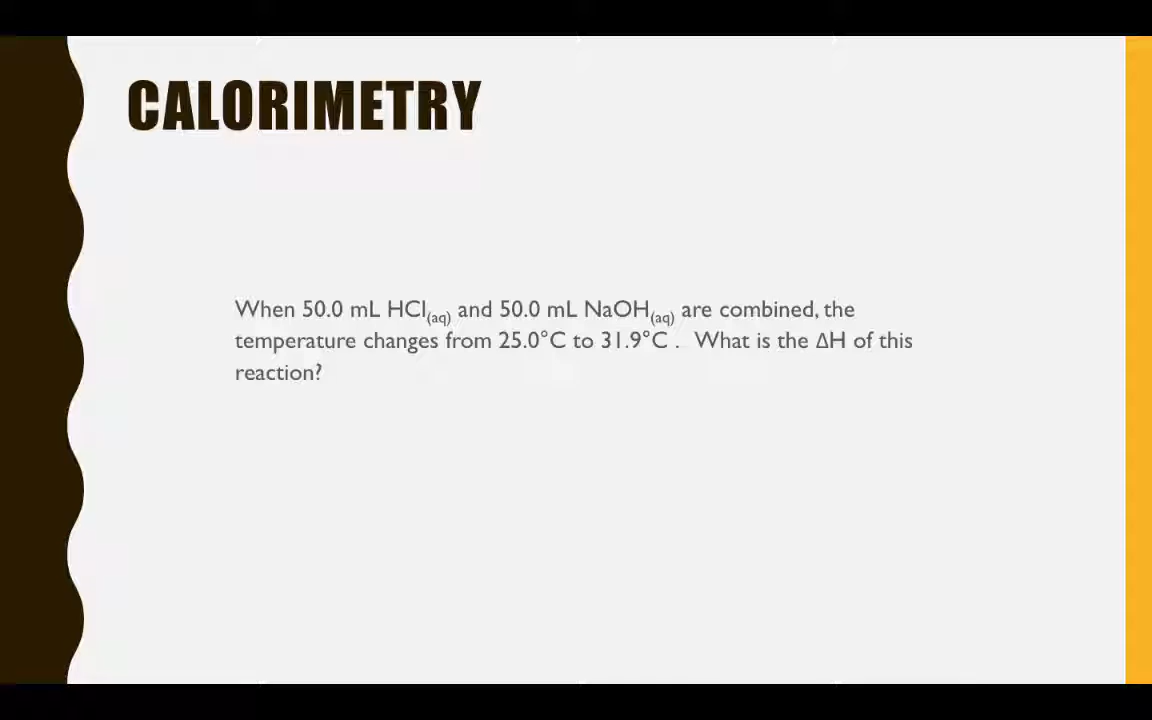 CALORIMETRY
When 50.0 mL HCl(aq) and 50.0 mL NaOH(aq) are combined, the
temperature changes from 25.0°C to 31.9°C .  What is the ΔH of this
reaction?